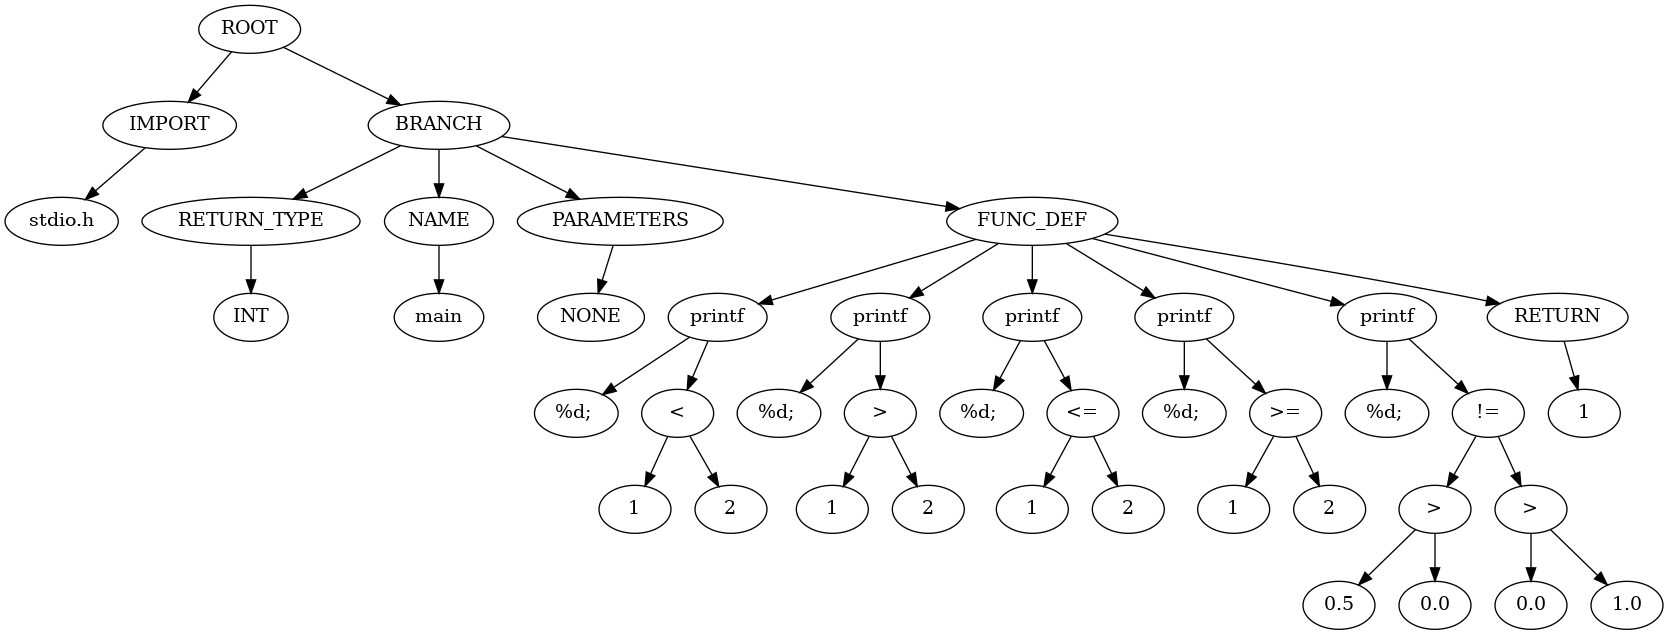 ROOT
IMPORT BRANCH
stdio.h RETURN_TYPE NAME PARAMETERS FUNC_DEF
INT main NONE printf printf printf printf printf RETURN
%d; < %d; > %d; <= %d; >= %d; != 1
1 2 1 2 1 2 1 2 > >
0.5 0.0 0.0 1.0